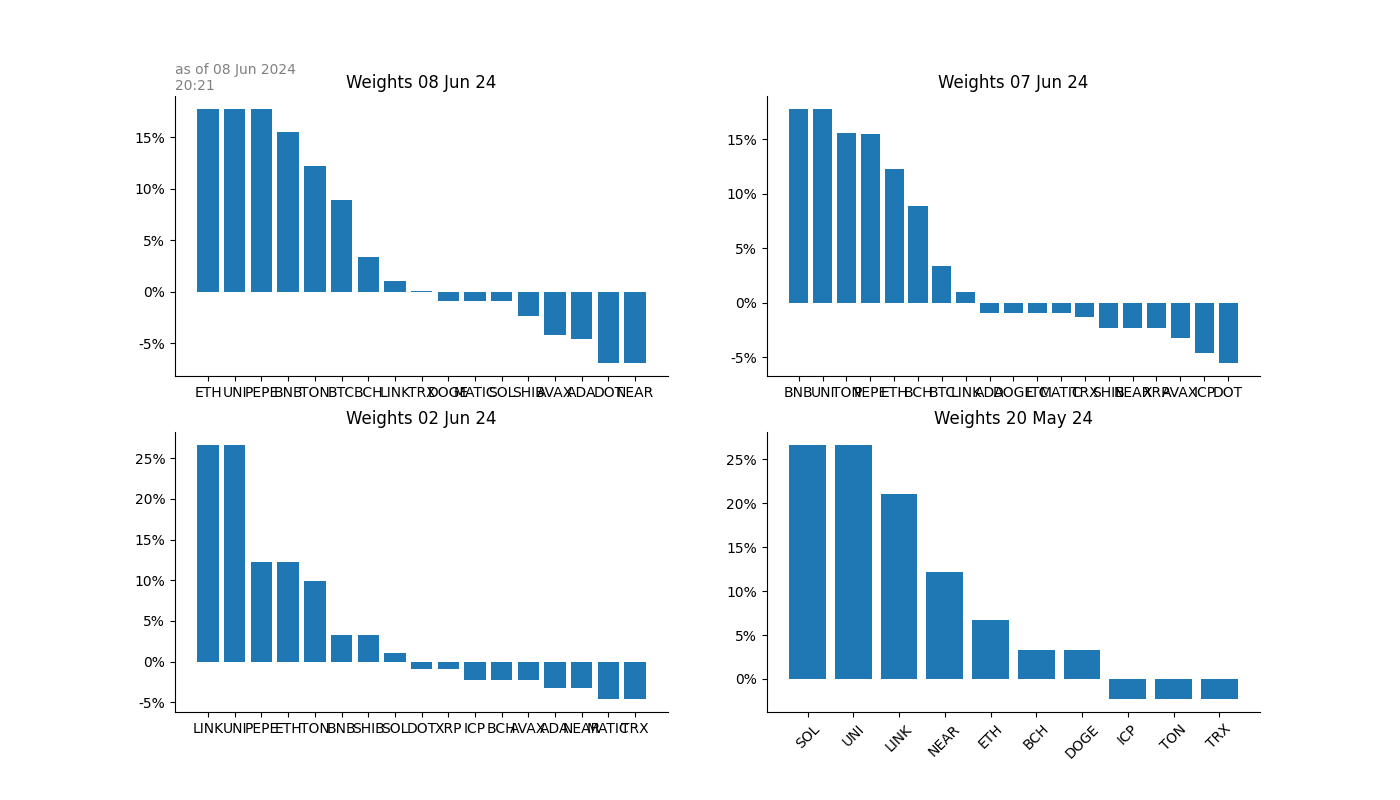 as of 08 Jun 2024
20:21
Weights 08 Jun 24
15%
10%
5%
0%
-5%
ETH UNI PEPE BNB TON BTC BCH LINK TRX DOGE MATIC SOL SHIB AVAX ADA DOT NEAR
Weights 07 Jun 24
15%
10%
5%
0%
-5%
BNB UNI TON PEPE ETH BCH BTC LINK ADA DOGE ETC MATIC TRX SHIB NEAR XRP AVAX ICP DOT
Weights 02 Jun 24
25%
20%
15%
10%
5%
0%
-5%
LINK UNI PEPE ETH TON BNB SHIB SOL DOT XRP ICP BCH AVAX ADA NEAR MATIC TRX
Weights 20 May 24
25%
20%
15%
10%
5%
0%
SOL UNI LINK NEAR ETH BCH DOGE ICP TON TRX